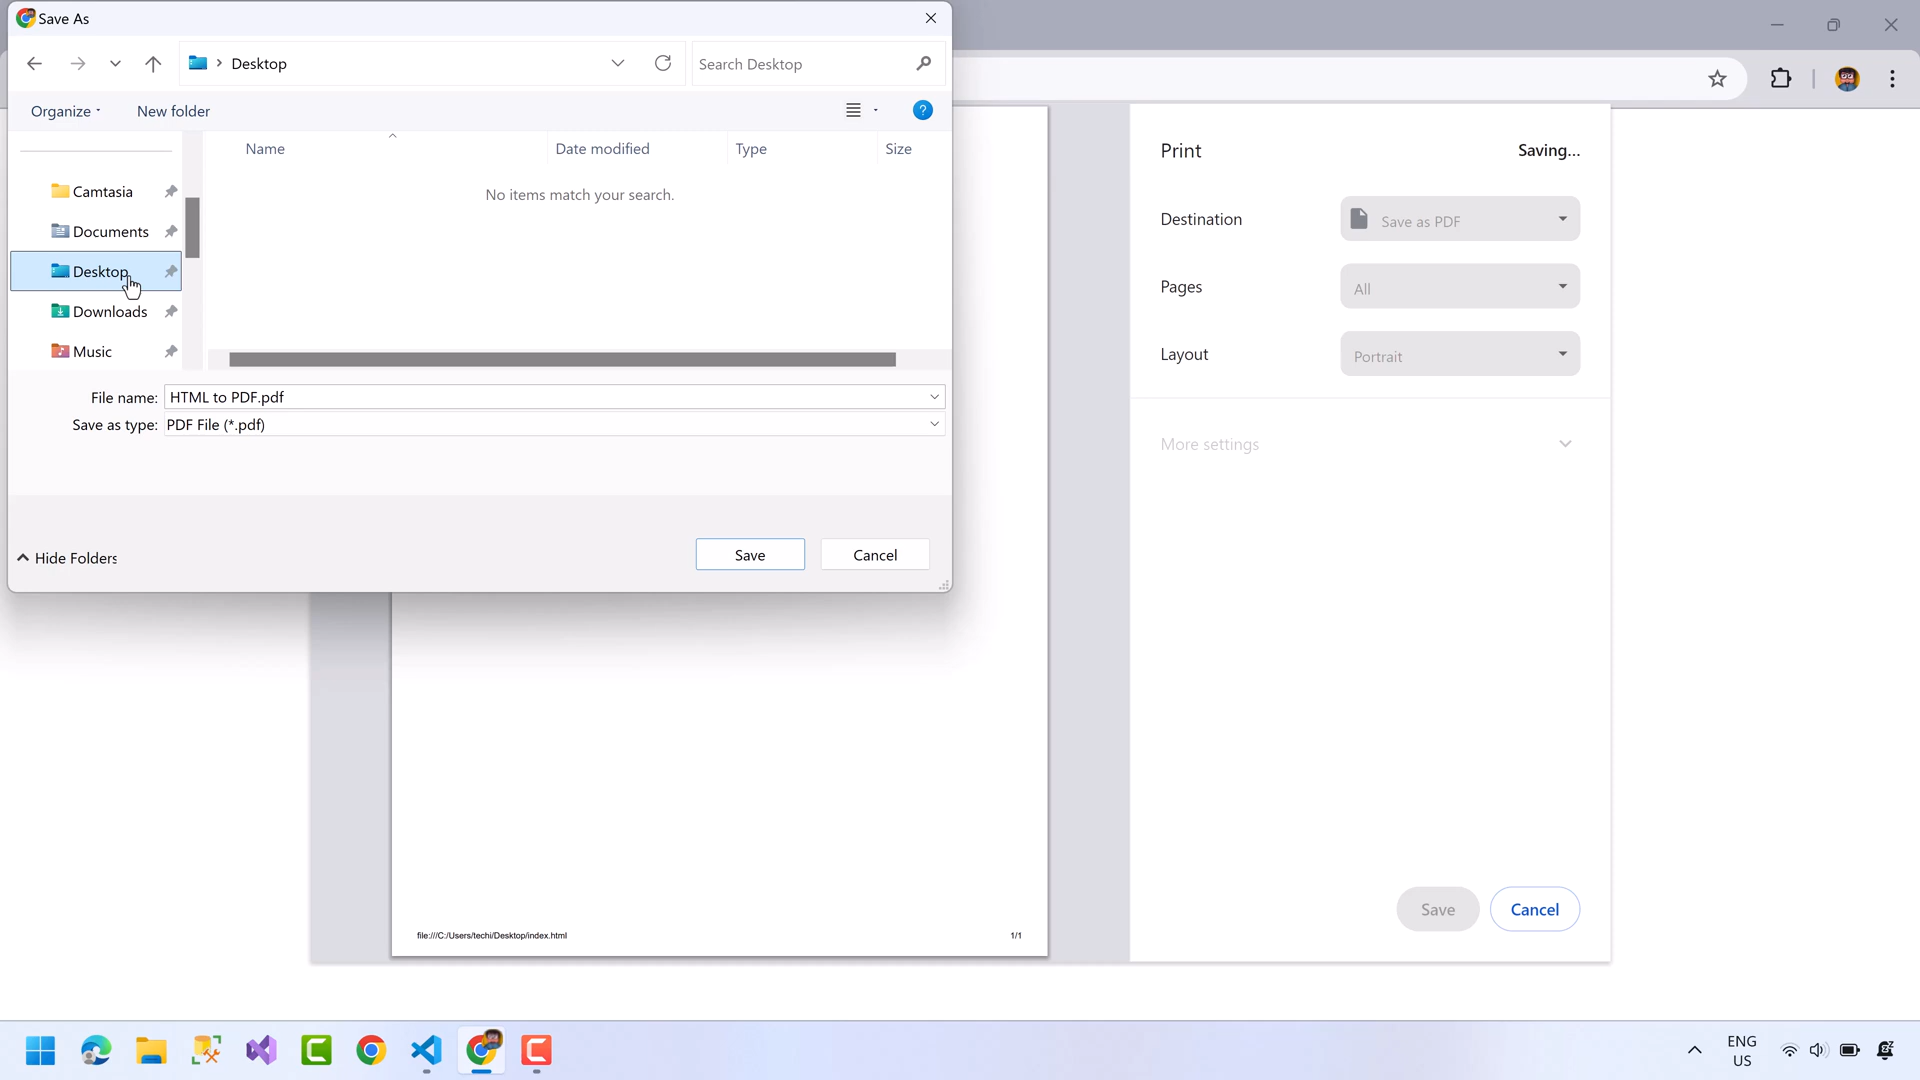 Save As
Desktop
Search Desktop
Organize
New folder
?
Name
Date modified
Type
Size
No items match your search.
Camtasia
Documents
Desktop
Downloads
Music
File name: HTML to PDF.pdf
Save as type: PDF File (*.pdf)
Hide Folders
Save
Cancel
Print
Saving...
Destination
Save as PDF
Pages
All
Layout
Portrait
More settings
Save
Cancel
file:///C:/Users/techi/Desktop/index.html
1/1
ENG
US